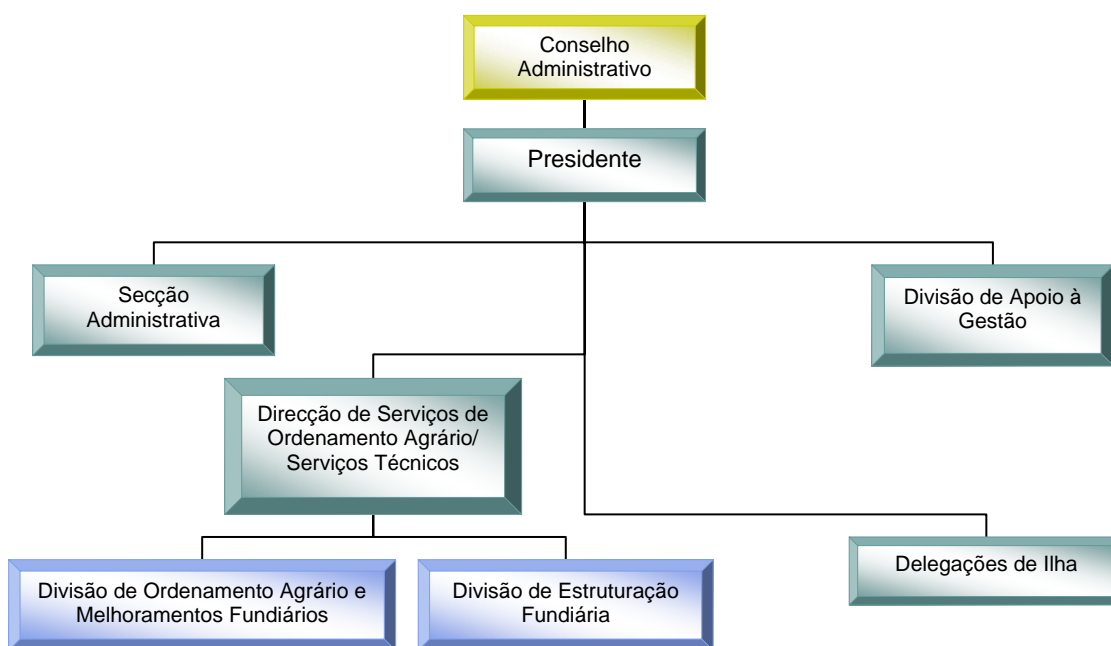 Conselho
Administrativo
Presidente
Secção
Administrativa
Divisão de Apoio à
Gestão
Direcção de Serviços de
Ordenamento Agrário/
Serviços Técnicos
Divisão de Ordenamento Agrário e
Melhoramentos Fundiários
Divisão de Estruturação
Fundiária
Delegações de Ilha